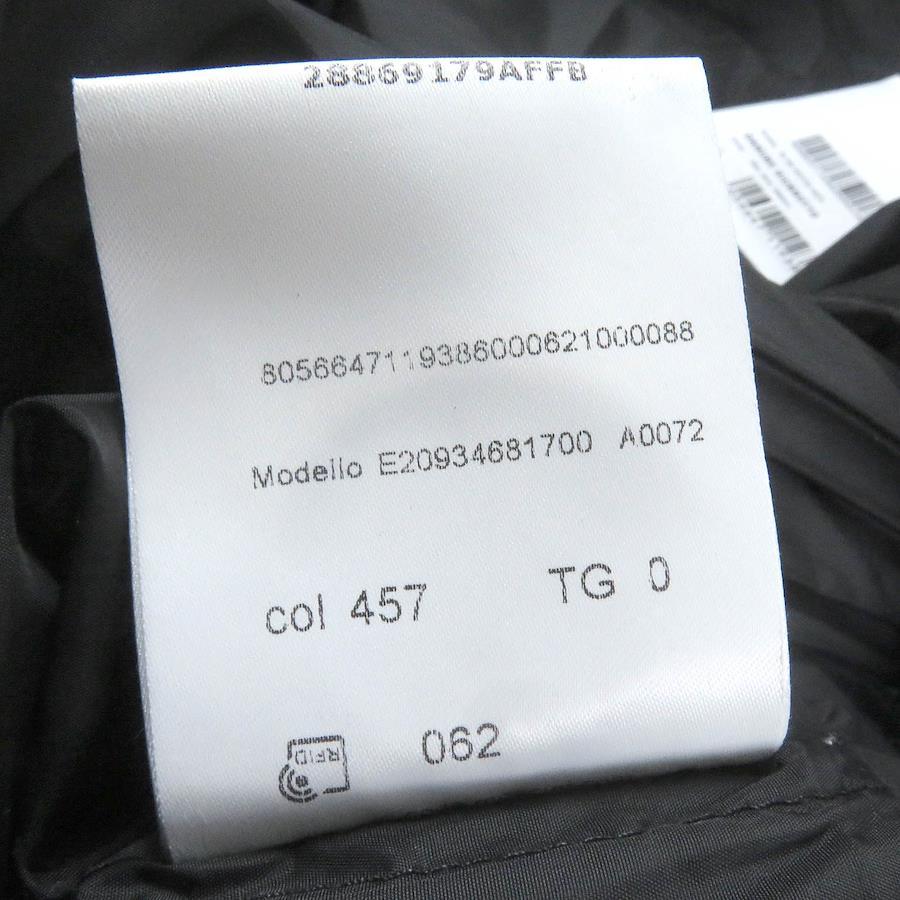 28869179AFFB
8056647119386000621000088
Modello E20934681700 A0072
col 457 TG 0
RFID 062